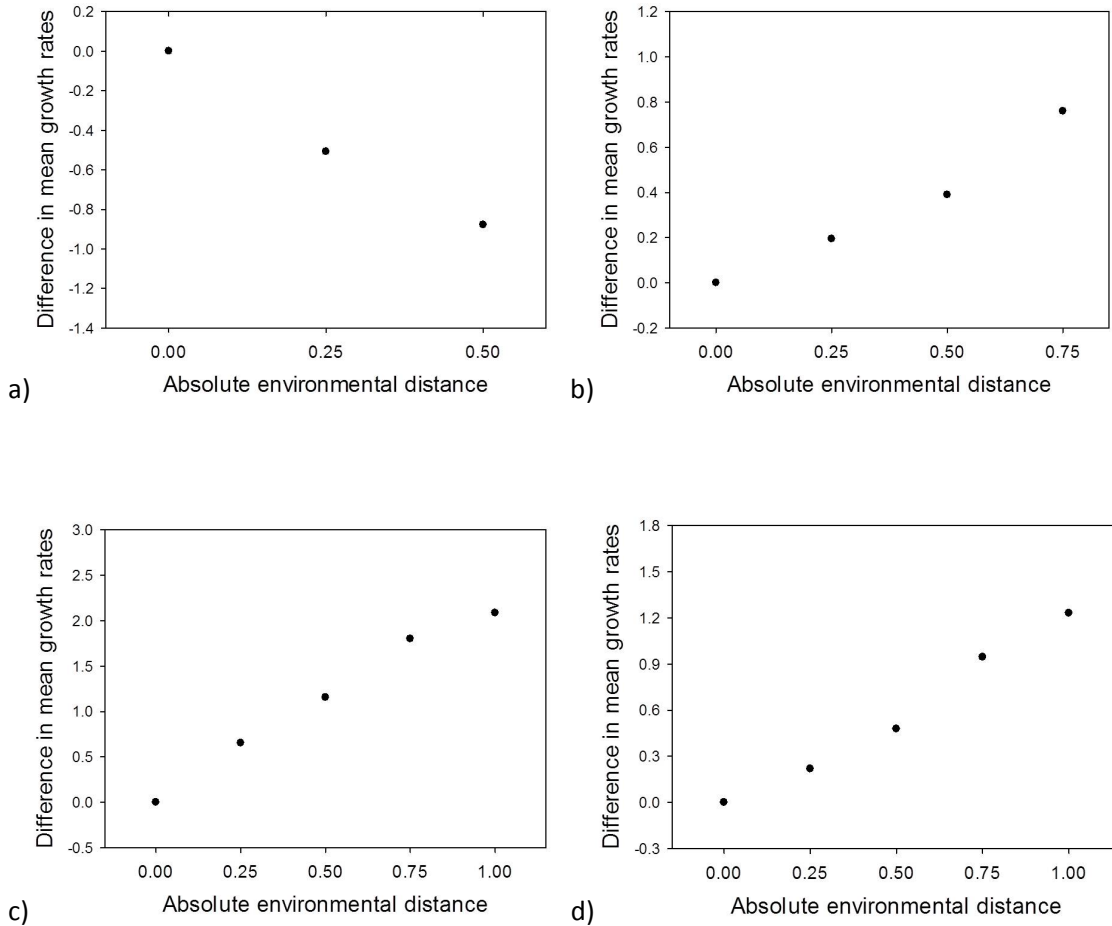 Difference in mean growth rates
0.2
0.0
-0.2
-0.4
-0.6
-0.8
-1.0
-1.2
-1.4
0.00 0.25 0.50
Absolute environmental distance
a)
Difference in mean growth rates
1.2
1.0
0.8
0.6
0.4
0.2
0.0
-0.2
0.00 0.25 0.50 0.75
Absolute environmental distance
b)
Difference in mean growth rates
3.0
2.5
2.0
1.5
1.0
0.5
0.0
-0.5
0.00 0.25 0.50 0.75 1.00
Absolute environmental distance
c)
Difference in mean growth rates
1.8
1.5
1.2
0.9
0.6
0.3
0.0
-0.3
0.00 0.25 0.50 0.75 1.00
Absolute environmental distance
d)